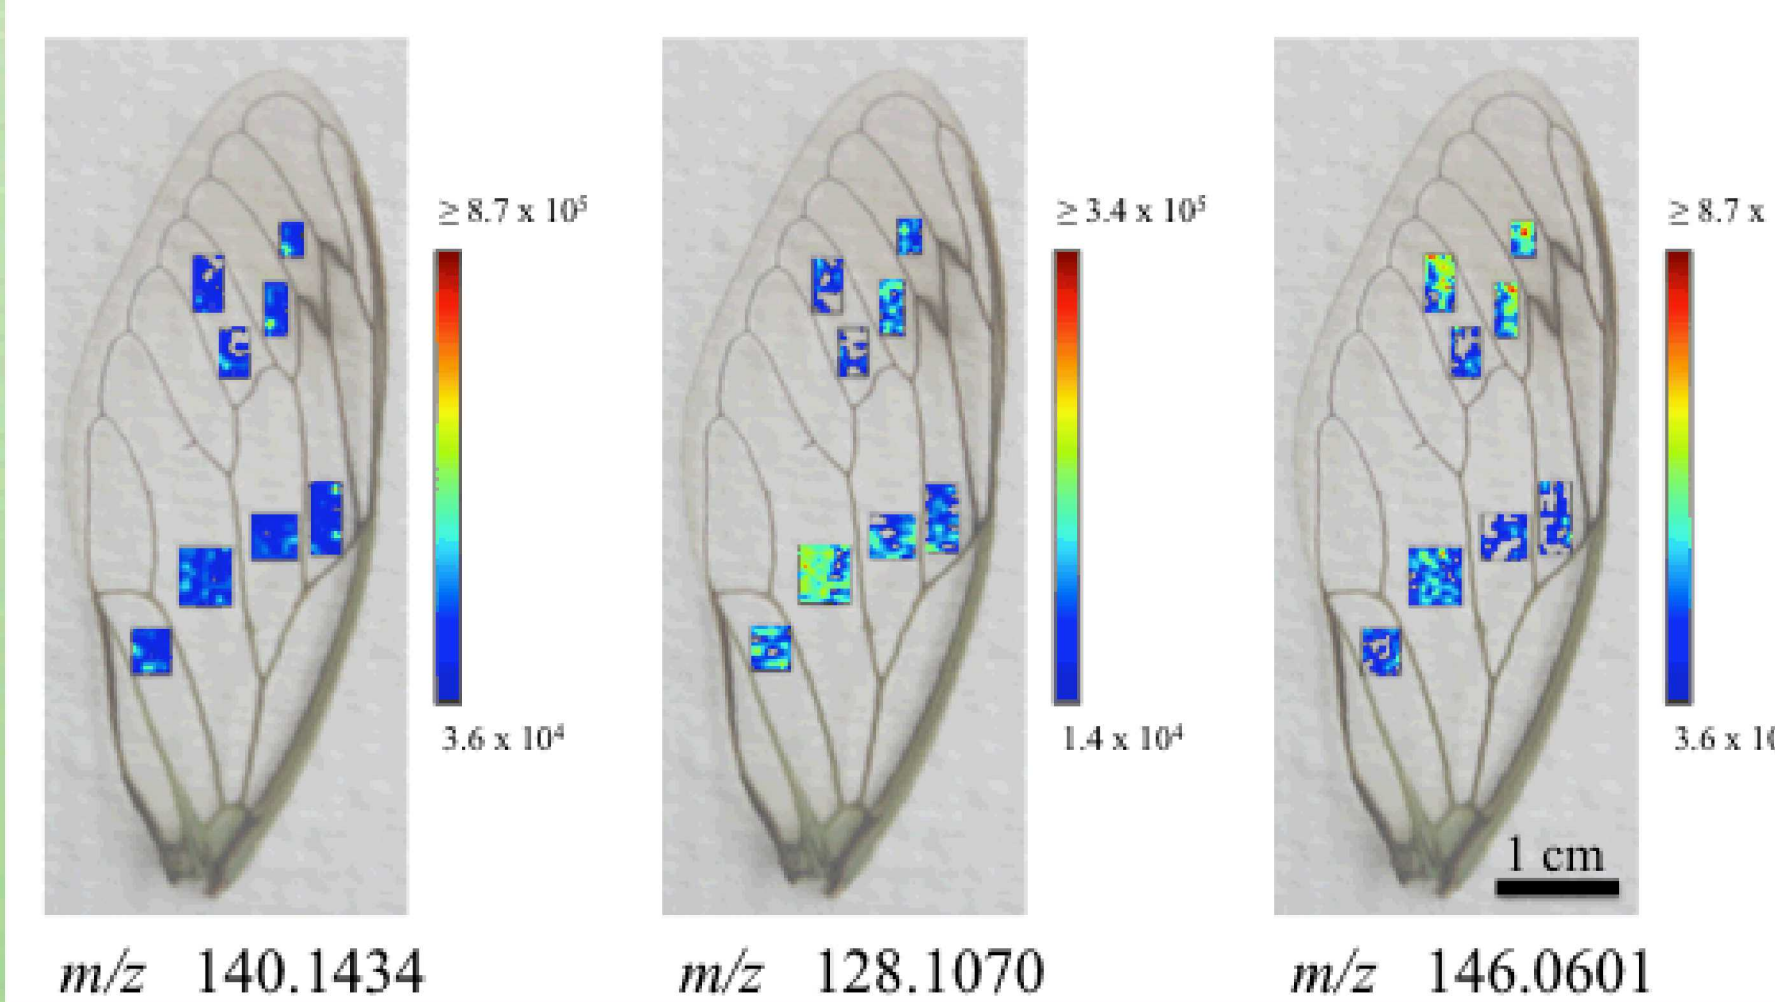 ≥ 8.7 x 10⁵
≥ 3.4 x 10⁵
≥ 8.7 x
3.6 x 10⁴
1.4 x 10⁴
3.6 x 10
1 cm
m/z 140.1434
m/z 128.1070
m/z 146.0601